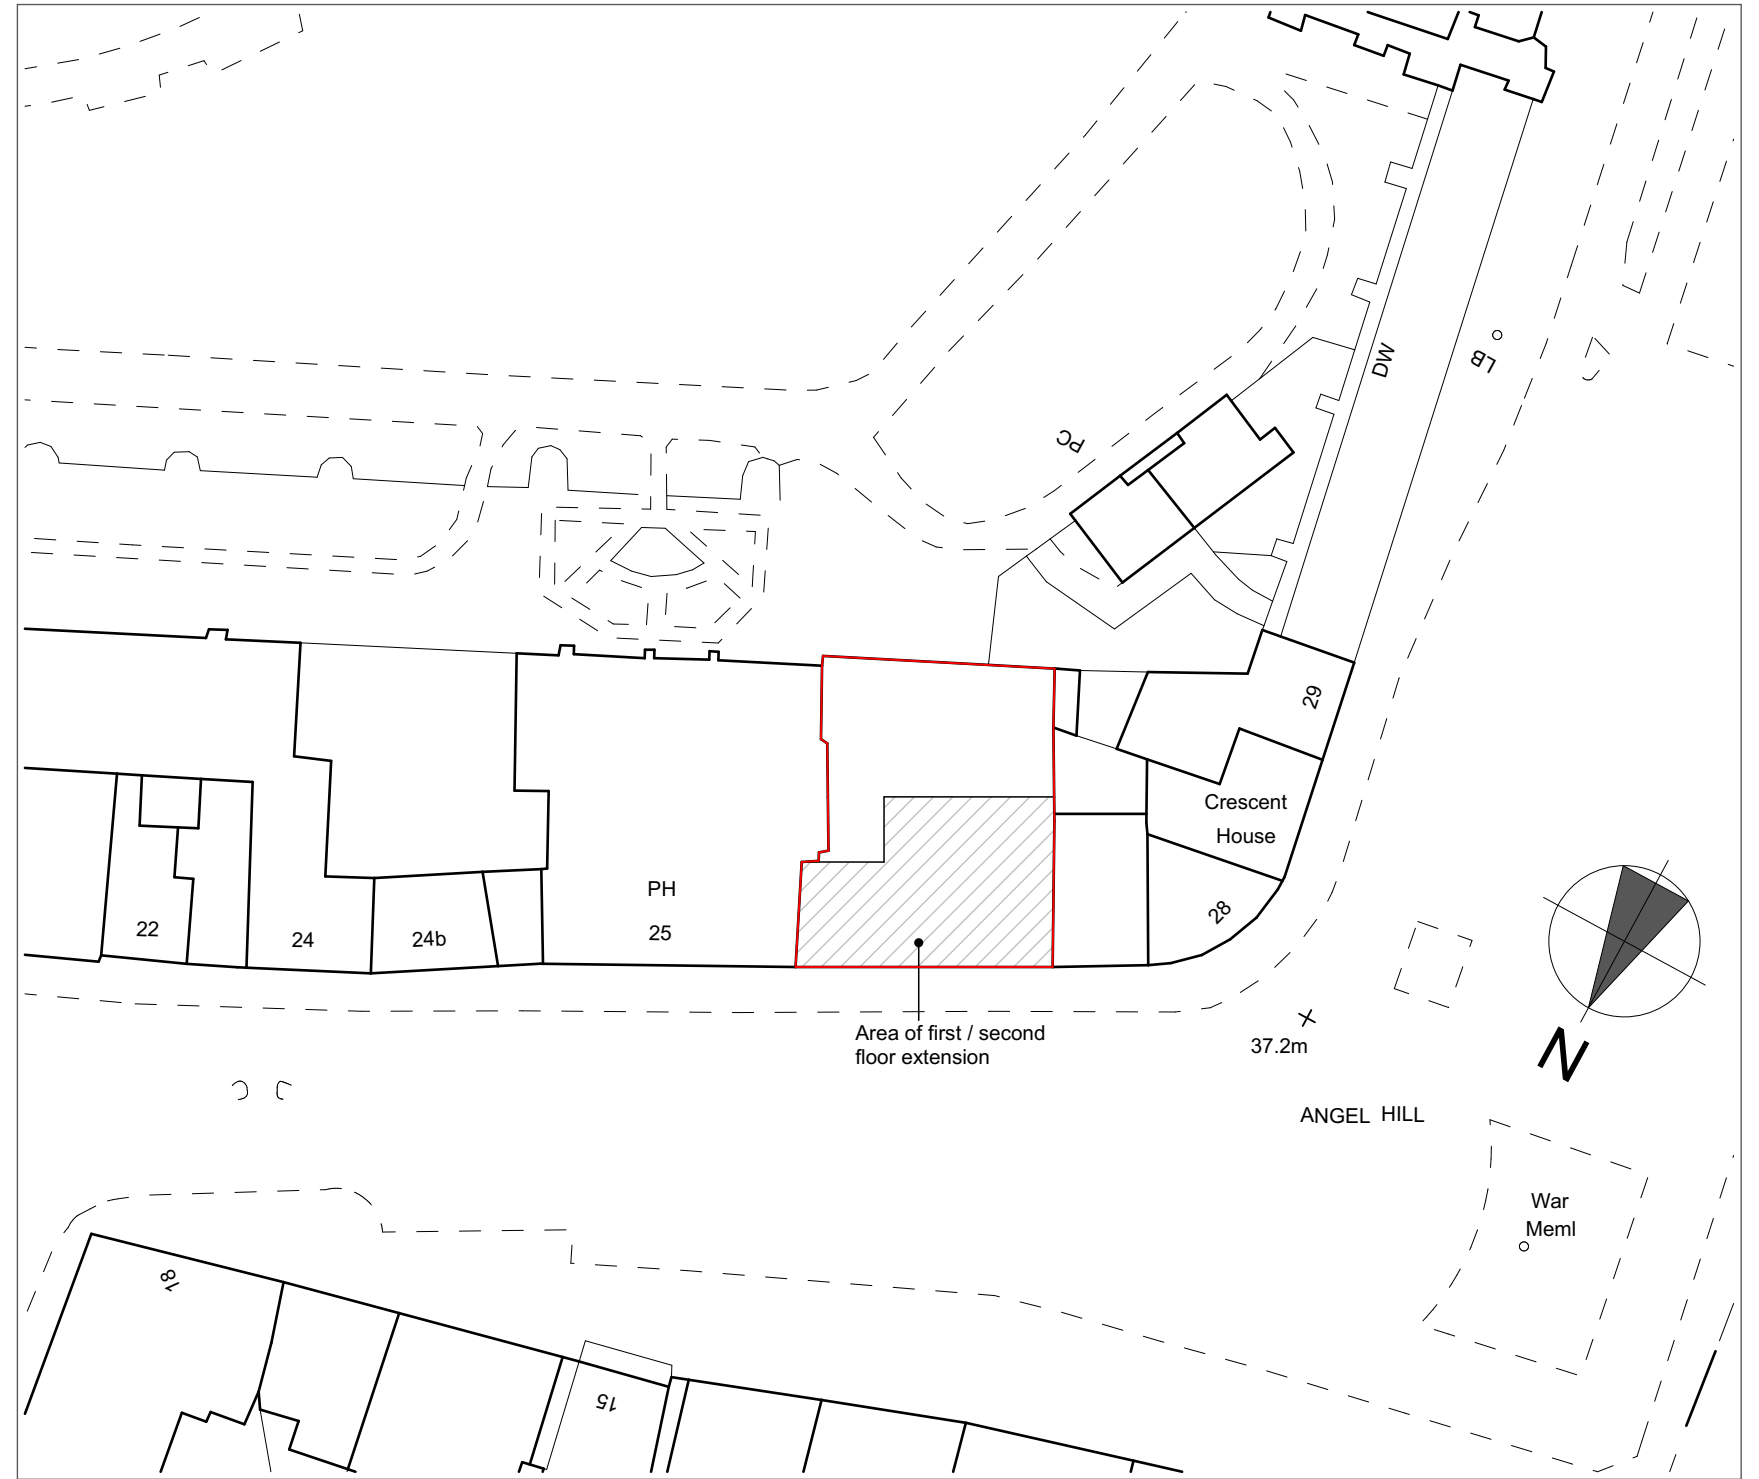 DW
LB
PC
29
Crescent
House
PH
25
22
24
24b
28
Area of first / second
floor extension
37.2m
N
ANGEL HILL
War
Meml
18
15